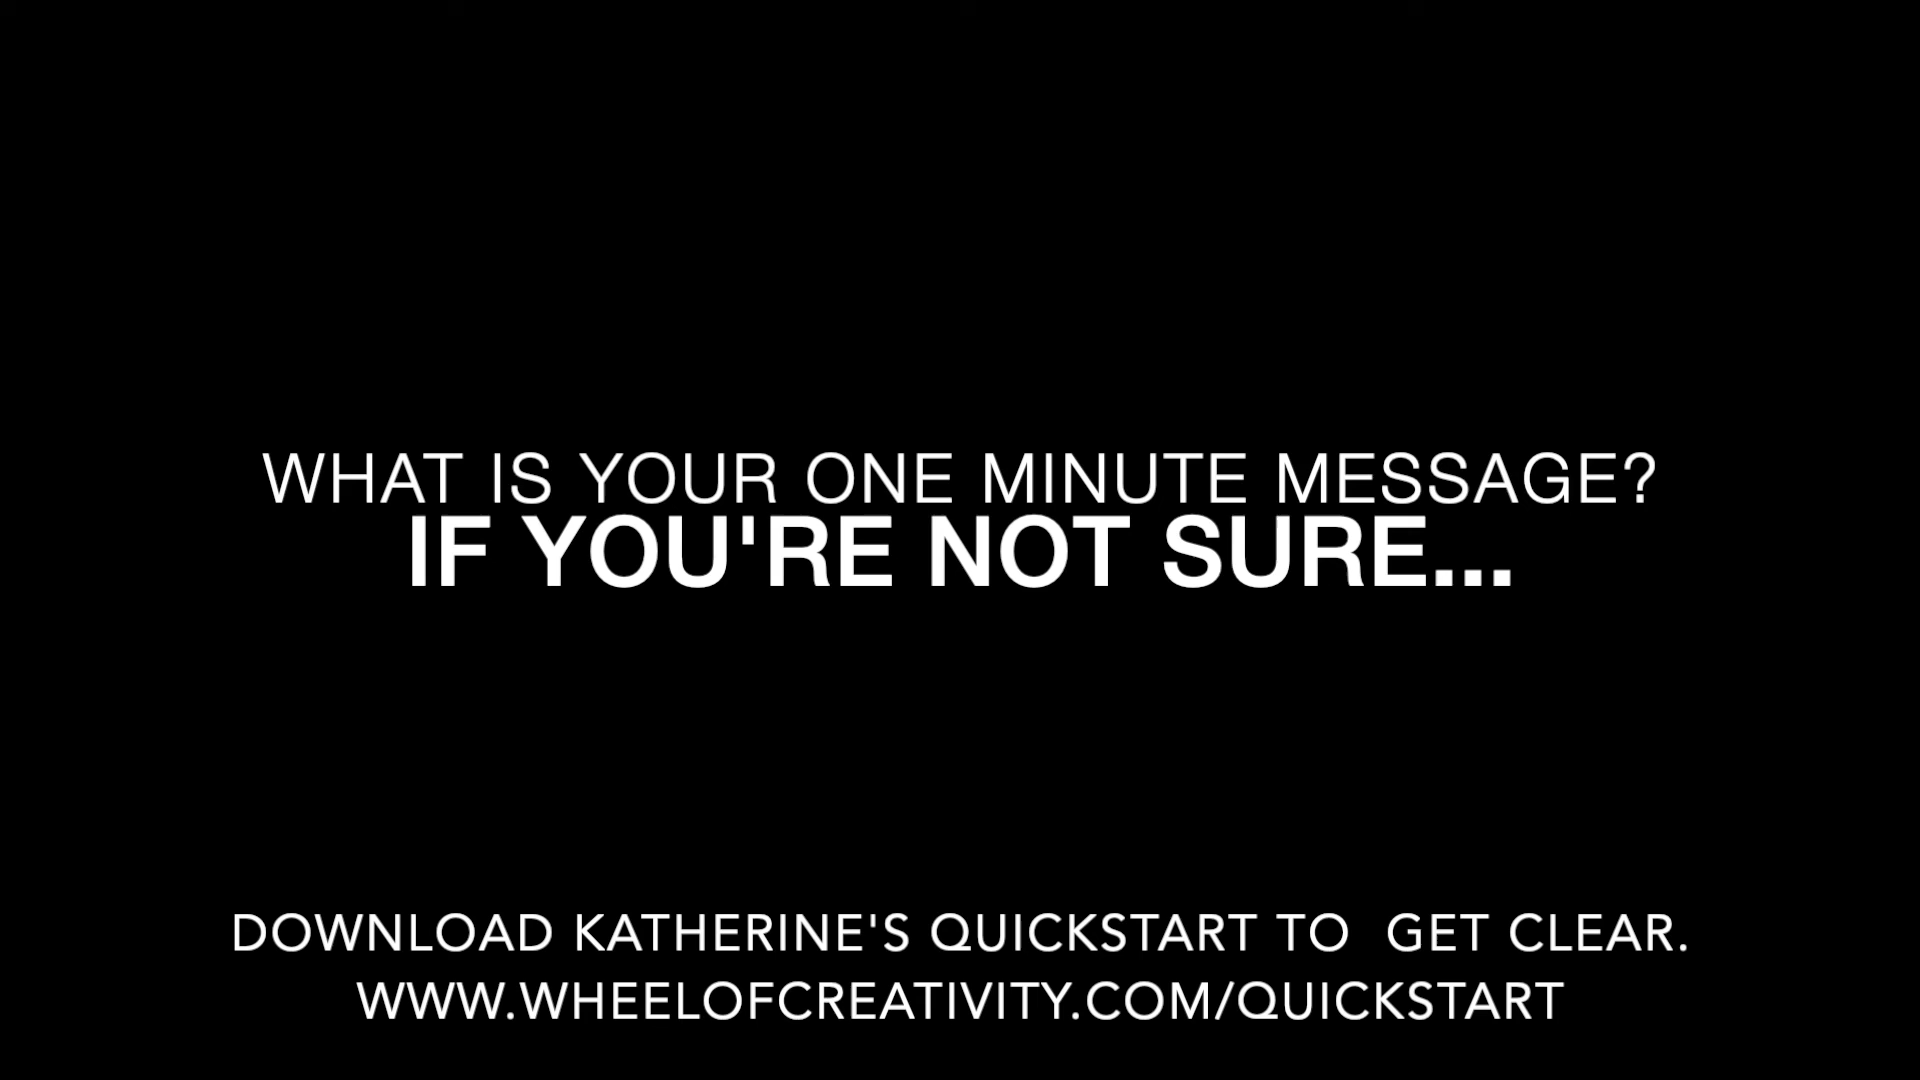 WHAT IS YOUR ONE MINUTE MESSAGE?
IF YOU'RE NOT SURE...
DOWNLOAD KATHERINE'S QUICKSTART TO  GET CLEAR.
WWW.WHEELOFCREATIVITY.COM/QUICKSTART